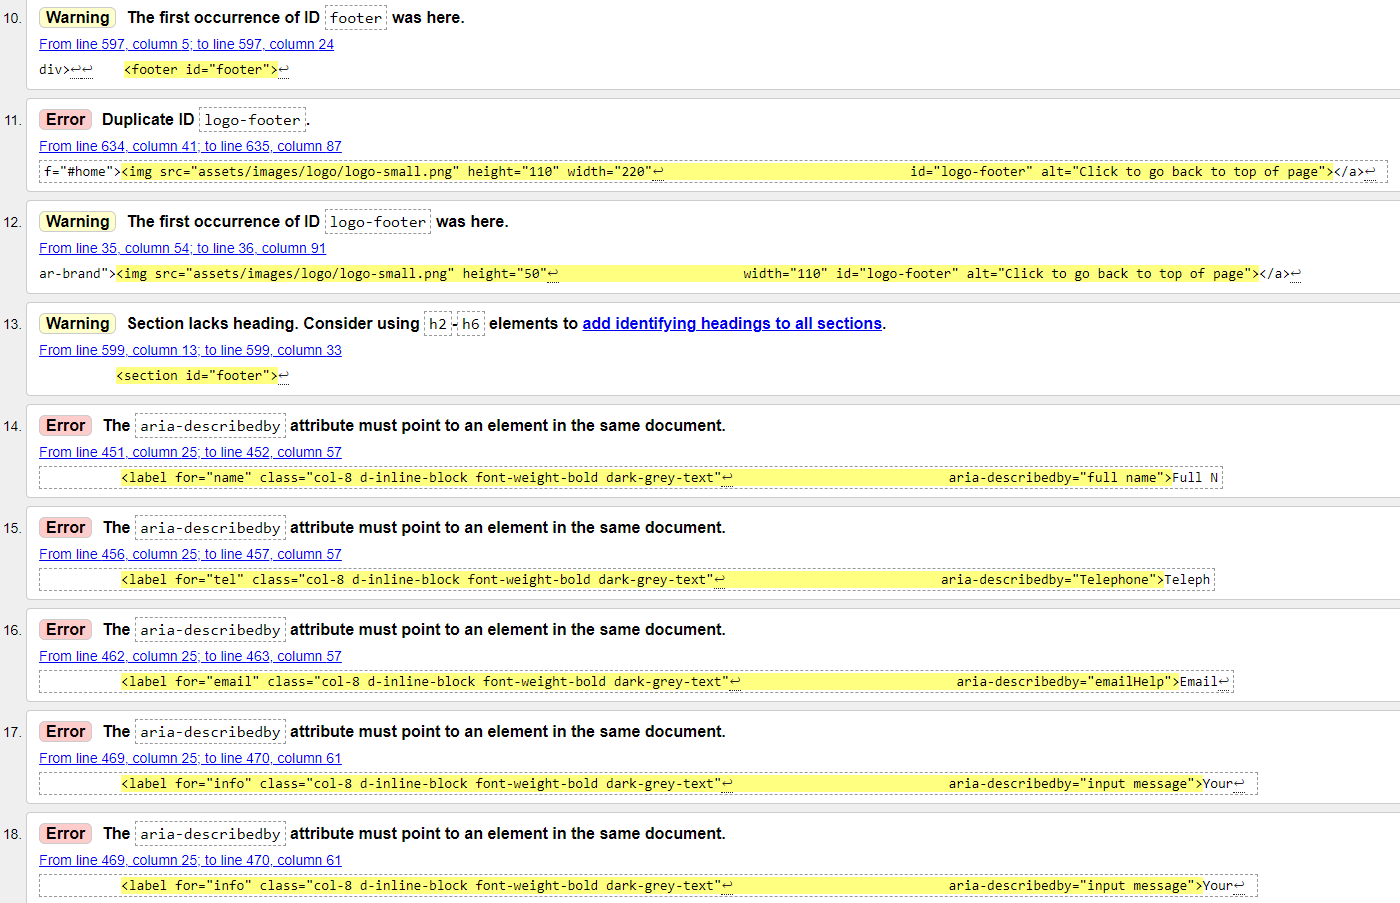 10. Warning The first occurrence of ID footer was here.
From line 597, column 5; to line 597, column 24
div>↩↩    <footer id="footer">↩
11. Error Duplicate ID logo-footer.
From line 634, column 41; to line 635, column 87
f="#home"><img src="assets/images/logo/logo-small.png" height="110" width="220"↩ id="logo-footer" alt="Click to go back to top of page"></a>↩
12. Warning The first occurrence of ID logo-footer was here.
From line 35, column 54; to line 36, column 91
ar-brand"><img src="assets/images/logo/logo-small.png" height="50"↩ width="110" id="logo-footer" alt="Click to go back to top of page"></a>↩
13. Warning Section lacks heading. Consider using h2-h6 elements to add identifying headings to all sections.
From line 599, column 13; to line 599, column 33
<section id="footer">↩
14. Error The aria-describedby attribute must point to an element in the same document.
From line 451, column 25; to line 452, column 57
<label for="name" class="col-8 d-inline-block font-weight-bold dark-grey-text"↩ aria-describedby="full name">Full N
15. Error The aria-describedby attribute must point to an element in the same document.
From line 456, column 25; to line 457, column 57
<label for="tel" class="col-8 d-inline-block font-weight-bold dark-grey-text"↩ aria-describedby="Telephone">Teleph
16. Error The aria-describedby attribute must point to an element in the same document.
From line 462, column 25; to line 463, column 57
<label for="email" class="col-8 d-inline-block font-weight-bold dark-grey-text"↩ aria-describedby="emailHelp">Email↩
17. Error The aria-describedby attribute must point to an element in the same document.
From line 469, column 25; to line 470, column 61
<label for="info" class="col-8 d-inline-block font-weight-bold dark-grey-text"↩ aria-describedby="input message">Your↩
18. Error The aria-describedby attribute must point to an element in the same document.
From line 469, column 25; to line 470, column 61
<label for="info" class="col-8 d-inline-block font-weight-bold dark-grey-text"↩ aria-describedby="input message">Your↩